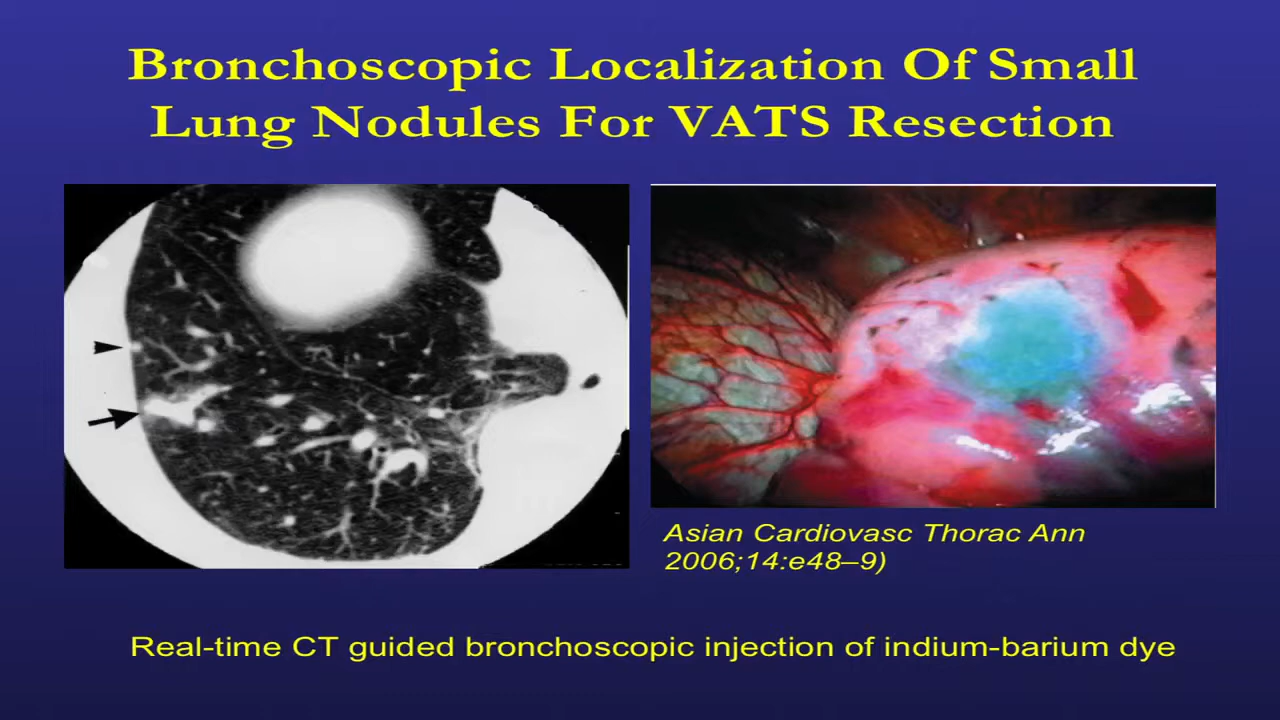 Bronchoscopic Localization Of Small
Lung Nodules For VATS Resection
Asian Cardiovasc Thorac Ann
2006;14:e48–9)
Real-time CT guided bronchoscopic injection of indium-barium dye